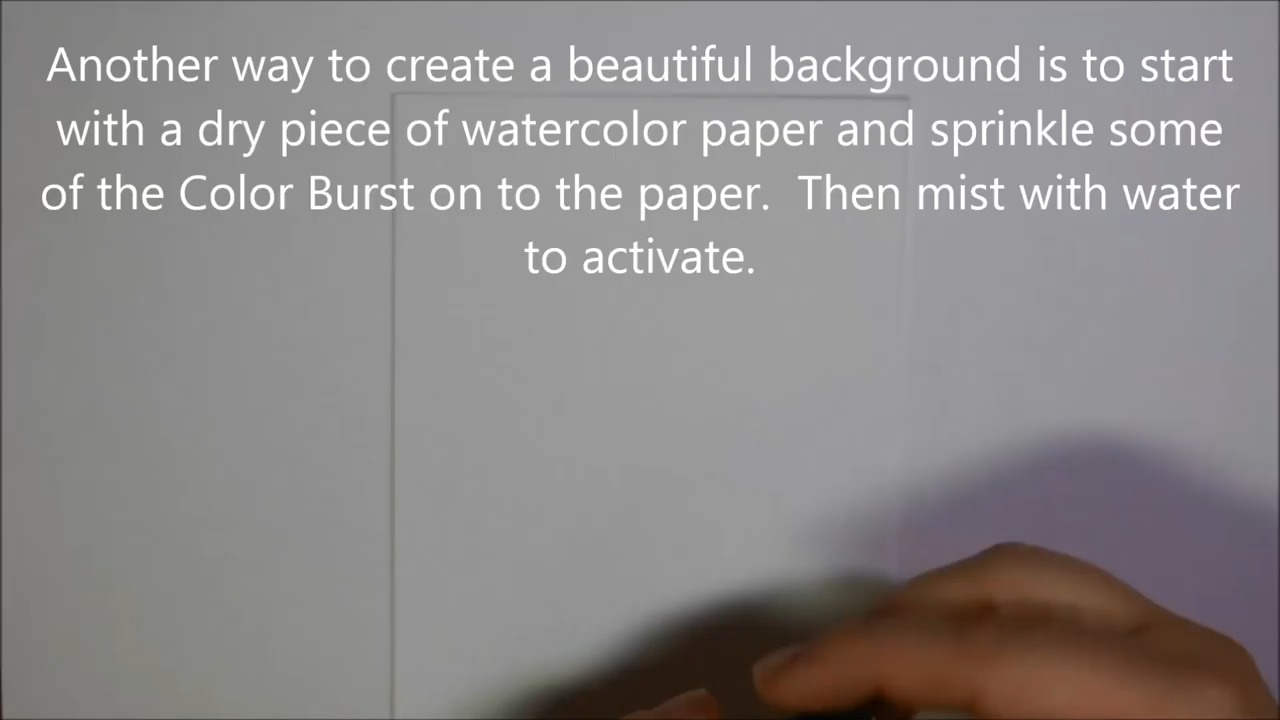 Another way to create a beautiful background is to start
with a dry piece of watercolor paper and sprinkle some
of the Color Burst on to the paper.  Then mist with water
to activate.